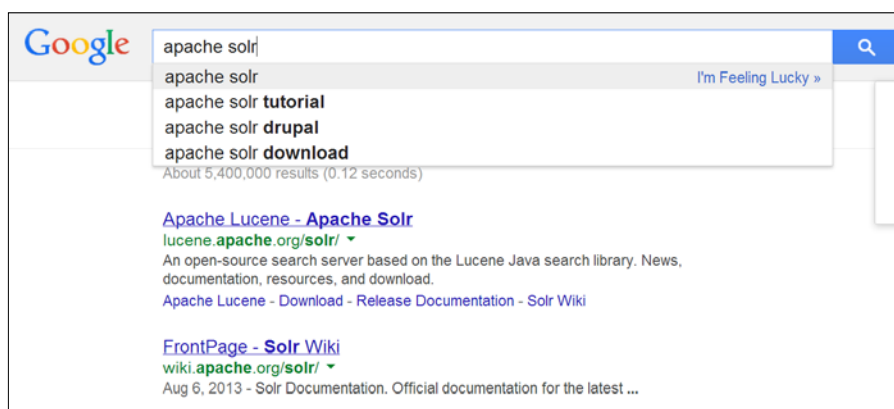 Google
apache solr
apache solr I'm Feeling Lucky »
apache solr tutorial
apache solr drupal
apache solr download
About 5,400,000 results (0.12 seconds)
Apache Lucene - Apache Solr
lucene.apache.org/solr/
An open-source search server based on the Lucene Java search library. News,
documentation, resources, and download.
Apache Lucene - Download - Release Documentation - Solr Wiki
FrontPage - Solr Wiki
wiki.apache.org/solr/
Aug 6, 2013 - Solr Documentation. Official documentation for the latest ...